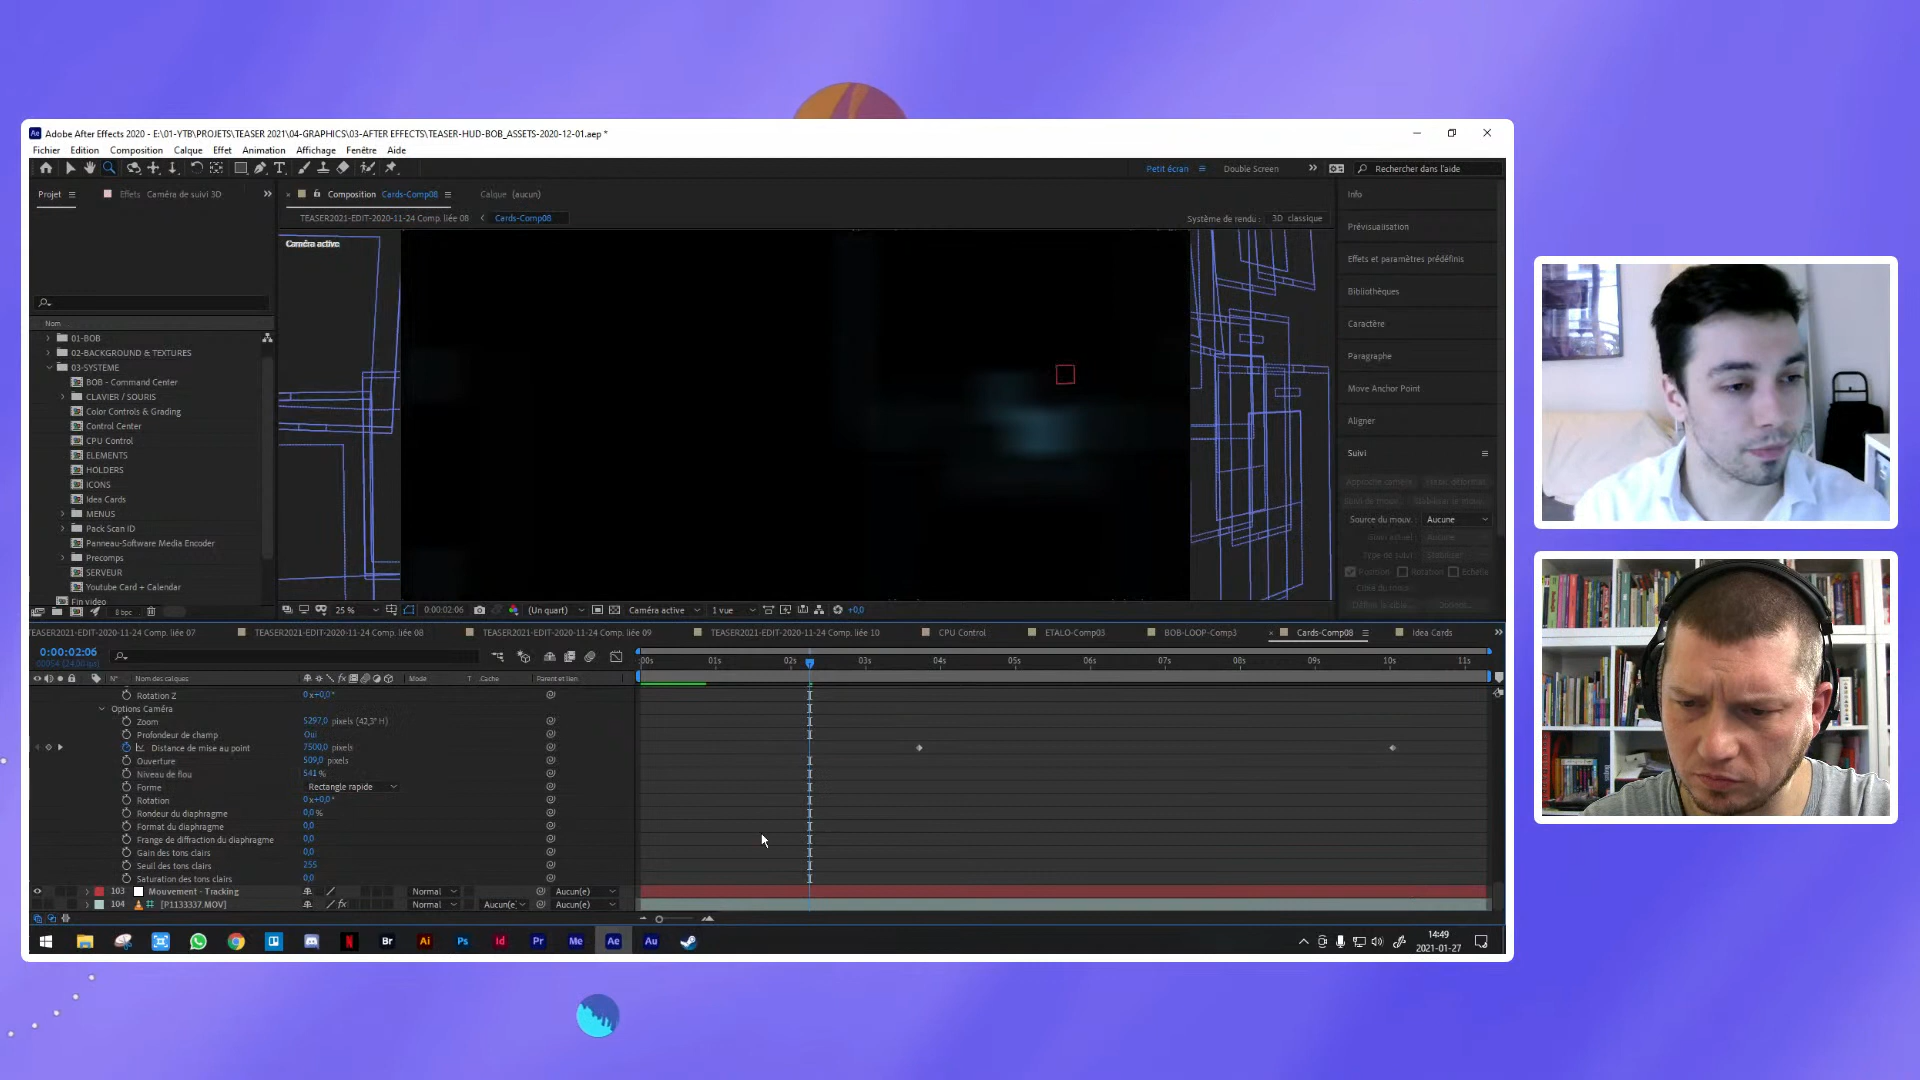 Adobe After Effects 2020 - E:\01-YTB\PROJETS\TEASER 2021\04-GRAPHICS\03-AFTER EFFECTS\TEASER-HUD-BOB_ASSETS-2020-12-01.aep *
Fichier Edition Composition Calque Effet Animation Affichage Fenêtre Aide
Petit écran Double Screen Rechercher dans l'aide
Projet Effets Caméra de suivi 3D Composition Cards-Comp08 Calque (aucun)
TEASER2021-EDIT-2020-11-24 Comp. liée 08 Cards-Comp08 Système de rendu : 3D classique
Caméra active
Nom
01-BOB
02-BACKGROUND & TEXTURES
03-SYSTEME
BOB - Command Center
CLAVIER / SOURIS
Color Controls & Grading
Control Center
CPU Control
ELEMENTS
HOLDERS
ICONS
Idea Cards
MENUS
Pack Scan ID
Panneau-Software Media Encoder
Precomps
SERVEUR
Youtube Card + Calendar
Fin video
8 bpc
Info
Prévisualisation
Effets et paramètres prédéfinis
Bibliothèques
Caractère
Paragraphe
Move Anchor Point
Aligner
Suivi
Source du mouv. : Aucune
Position Rotation Echelle
25 % 0:00:02:06 (Un quart) Caméra active 1 vue +0,0
TEASER2021-EDIT-2020-11-24 Comp. liée 07 TEASER2021-EDIT-2020-11-24 Comp. liée 08 TEASER2021-EDIT-2020-11-24 Comp. liée 09 TEASER2021-EDIT-2020-11-24 Comp. liée 10 CPU Control ETALO-Comp03 BOB-LOOP-Comp3 Cards-Comp08 Idea Cards
0:00:02:06
:00s 01s 02s 03s 04s 05s 06s 07s 08s 09s 10s 11s
N° Nom des calques Mode T Cache Parent et lien
Rotation Z 0 x+0,0°
Options Caméra
Zoom 5297,0 pixels (42,3° H)
Profondeur de champ Oui
Distance de mise au point 7500,0 pixels
Ouverture 509,0 pixels
Niveau de flou 541 %
Forme Rectangle rapide
Rotation 0 x+0,0°
Rondeur du diaphragme 0,0 %
Format du diaphragme 0,0
Frange de diffraction du diaphragme 0,0
Gain des tons clairs 0,0
Seuil des tons clairs 255
Saturation des tons clairs 0,0
103 Mouvement - Tracking Normal Aucun(e)
104 [P1133337.MOV] Normal Aucun(e) Aucun(e)
Br Ai Ps Id Pr Me Ae Au
14:49
2021-01-27